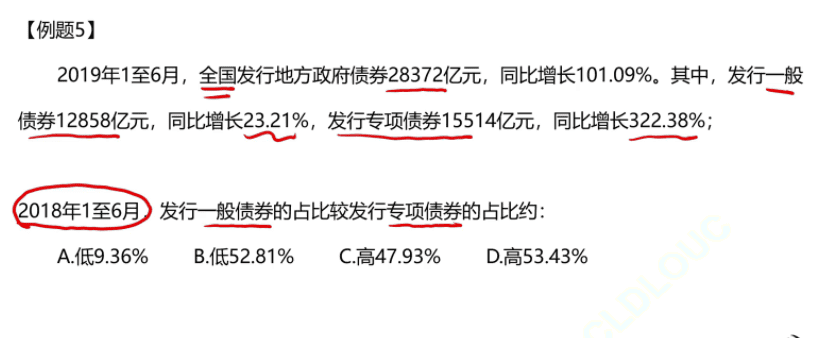 【例题5】
2019年1至6月，全国发行地方政府债券28372亿元，同比增长101.09%。其中，发行一般
债券12858亿元，同比增长23.21%，发行专项债券15514亿元，同比增长322.38%；
2018年1至6月，发行一般债券的占比较发行专项债券的占比约：
A.低9.36% B.低52.81% C.高47.93% D.高53.43%
CLDLOUC